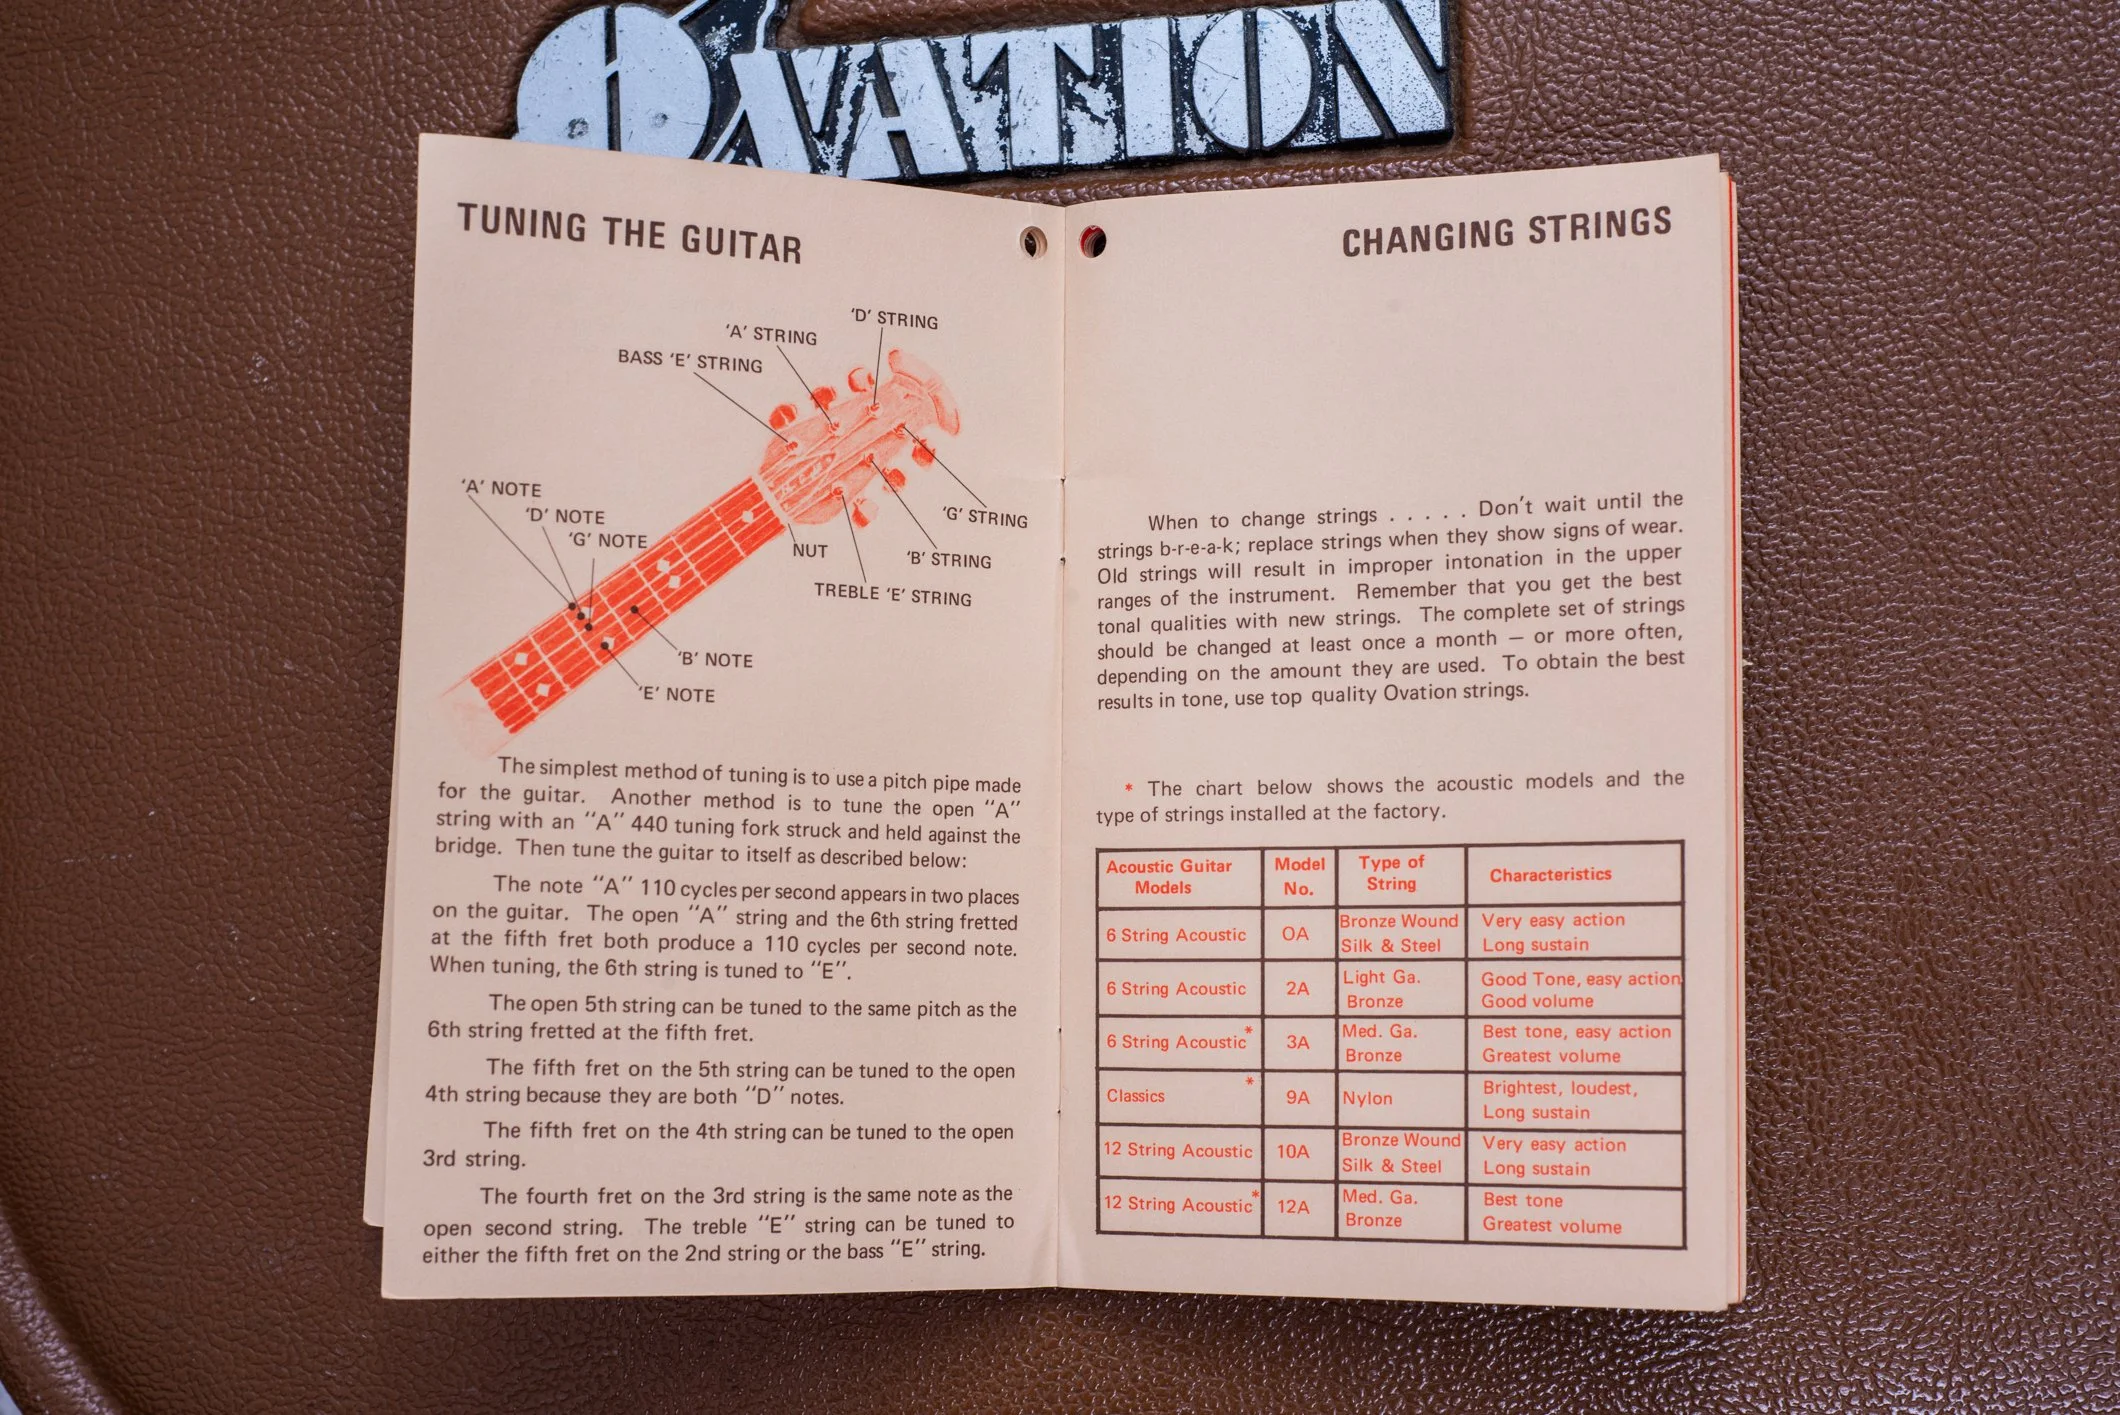 OVATION
TUNING THE GUITAR
'D' STRING
'A' STRING
BASS 'E' STRING
'A' NOTE
'D' NOTE
'G' NOTE
'G' STRING
NUT
'B' STRING
TREBLE 'E' STRING
'B' NOTE
'E' NOTE
The simplest method of tuning is to use a pitch pipe made
for the guitar. Another method is to tune the open "A"
string with an "A" 440 tuning fork struck and held against the
bridge. Then tune the guitar to itself as described below:
The note "A" 110 cycles per second appears in two places
on the guitar. The open "A" string and the 6th string fretted
at the fifth fret both produce a 110 cycles per second note.
When tuning, the 6th string is tuned to "E".
The open 5th string can be tuned to the same pitch as the
6th string fretted at the fifth fret.
The fifth fret on the 5th string can be tuned to the open
4th string because they are both "D" notes.
The fifth fret on the 4th string can be tuned to the open
3rd string.
The fourth fret on the 3rd string is the same note as the
open second string. The treble "E" string can be tuned to
either the fifth fret on the 2nd string or the bass "E" string.
CHANGING STRINGS
When to change strings . . . . . Don't wait until the
strings b-r-e-a-k; replace strings when they show signs of wear.
Old strings will result in improper intonation in the upper
ranges of the instrument. Remember that you get the best
tonal qualities with new strings. The complete set of strings
should be changed at least once a month — or more often,
depending on the amount they are used. To obtain the best
results in tone, use top quality Ovation strings.
* The chart below shows the acoustic models and the
type of strings installed at the factory.
Acoustic Guitar Models Model No. Type of String Characteristics
6 String Acoustic OA Bronze Wound Silk & Steel Very easy action Long sustain
6 String Acoustic 2A Light Ga. Bronze Good Tone, easy action Good volume
6 String Acoustic* 3A Med. Ga. Bronze Best tone, easy action Greatest volume
Classics * 9A Nylon Brightest, loudest, Long sustain
12 String Acoustic 10A Bronze Wound Silk & Steel Very easy action Long sustain
12 String Acoustic* 12A Med. Ga. Bronze Best tone Greatest volume